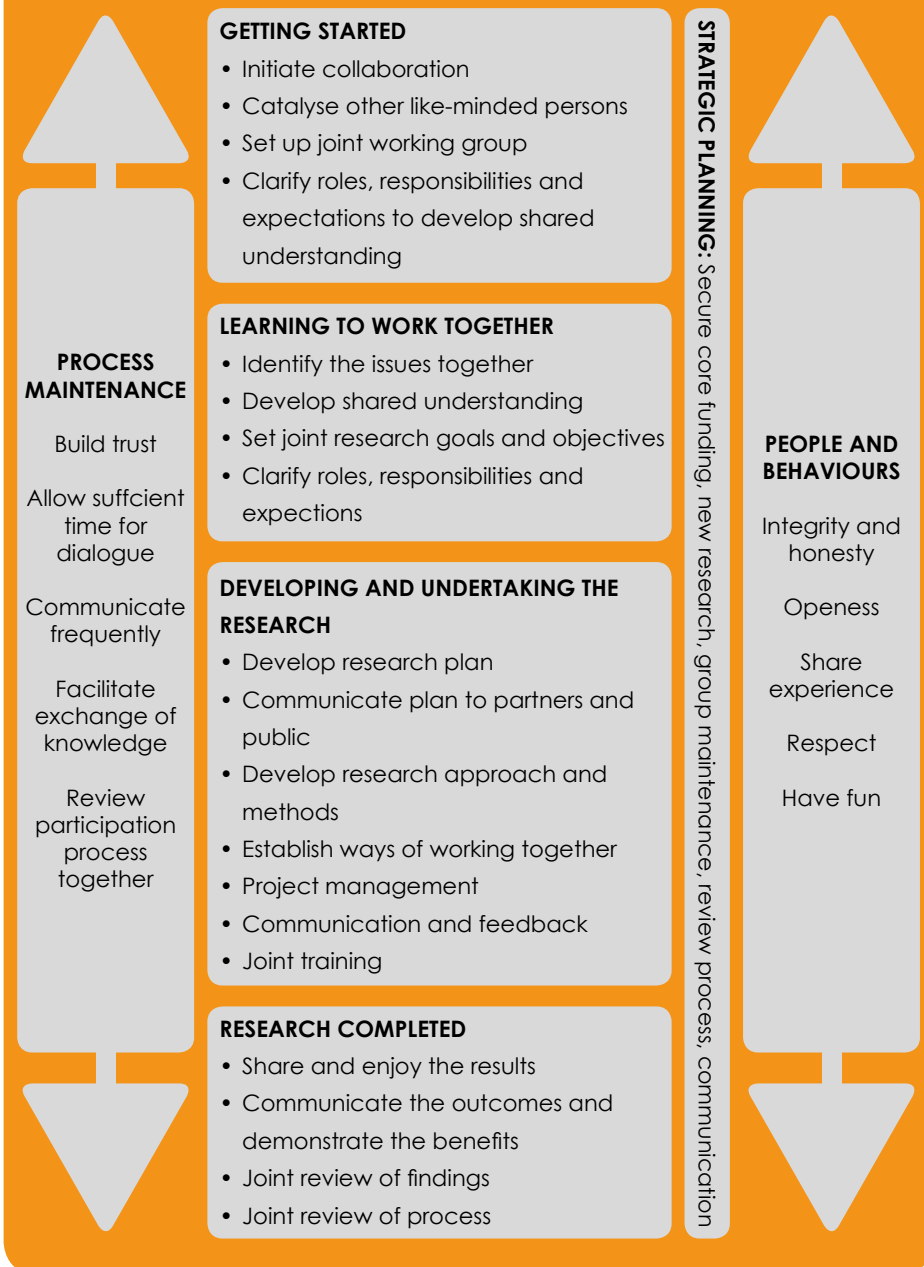 PROCESS
MAINTENANCE
Build trust
Allow suffcient
time for
dialogue
Communicate
frequently
Facilitate
exchange of
knowledge
Review
participation
process
together
GETTING STARTED
• Initiate collaboration
• Catalyse other like-minded persons
• Set up joint working group
• Clarify roles, responsibilities and
expectations to develop shared
understanding
LEARNING TO WORK TOGETHER
• Identify the issues together
• Develop shared understanding
• Set joint research goals and objectives
• Clarify roles, responsibilities and
expections
DEVELOPING AND UNDERTAKING THE
RESEARCH
• Develop research plan
• Communicate plan to partners and
public
• Develop research approach and
methods
• Establish ways of working together
• Project management
• Communication and feedback
• Joint training
RESEARCH COMPLETED
• Share and enjoy the results
• Communicate the outcomes and
demonstrate the benefits
• Joint review of findings
• Joint review of process
STRATEGIC PLANNING: Secure core funding, new research, group maintenance, review process, communication
PEOPLE AND
BEHAVIOURS
Integrity and
honesty
Openess
Share
experience
Respect
Have fun